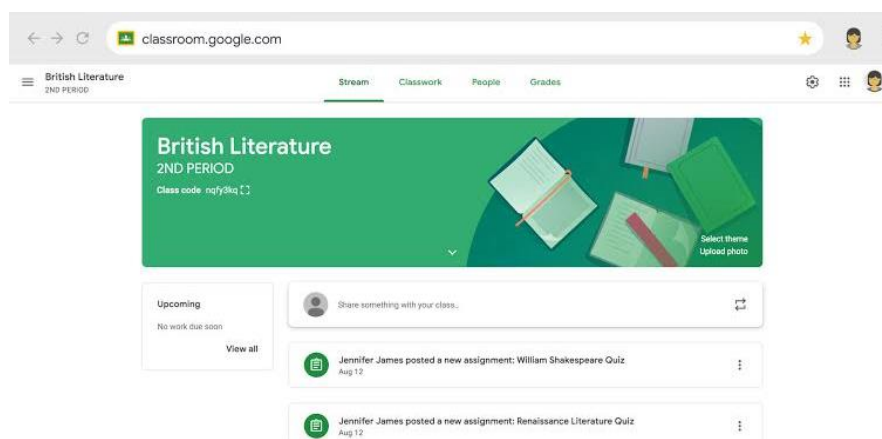 classroom.google.com
British Literature
2ND PERIOD
Stream Classwork People Grades
British Literature
2ND PERIOD
Class code nqfy3kq
Select theme
Upload photo
Upcoming
No work due soon
View all
Share something with your class...
Jennifer James posted a new assignment: William Shakespeare Quiz
Aug 12
Jennifer James posted a new assignment: Renaissance Literature Quiz
Aug 12